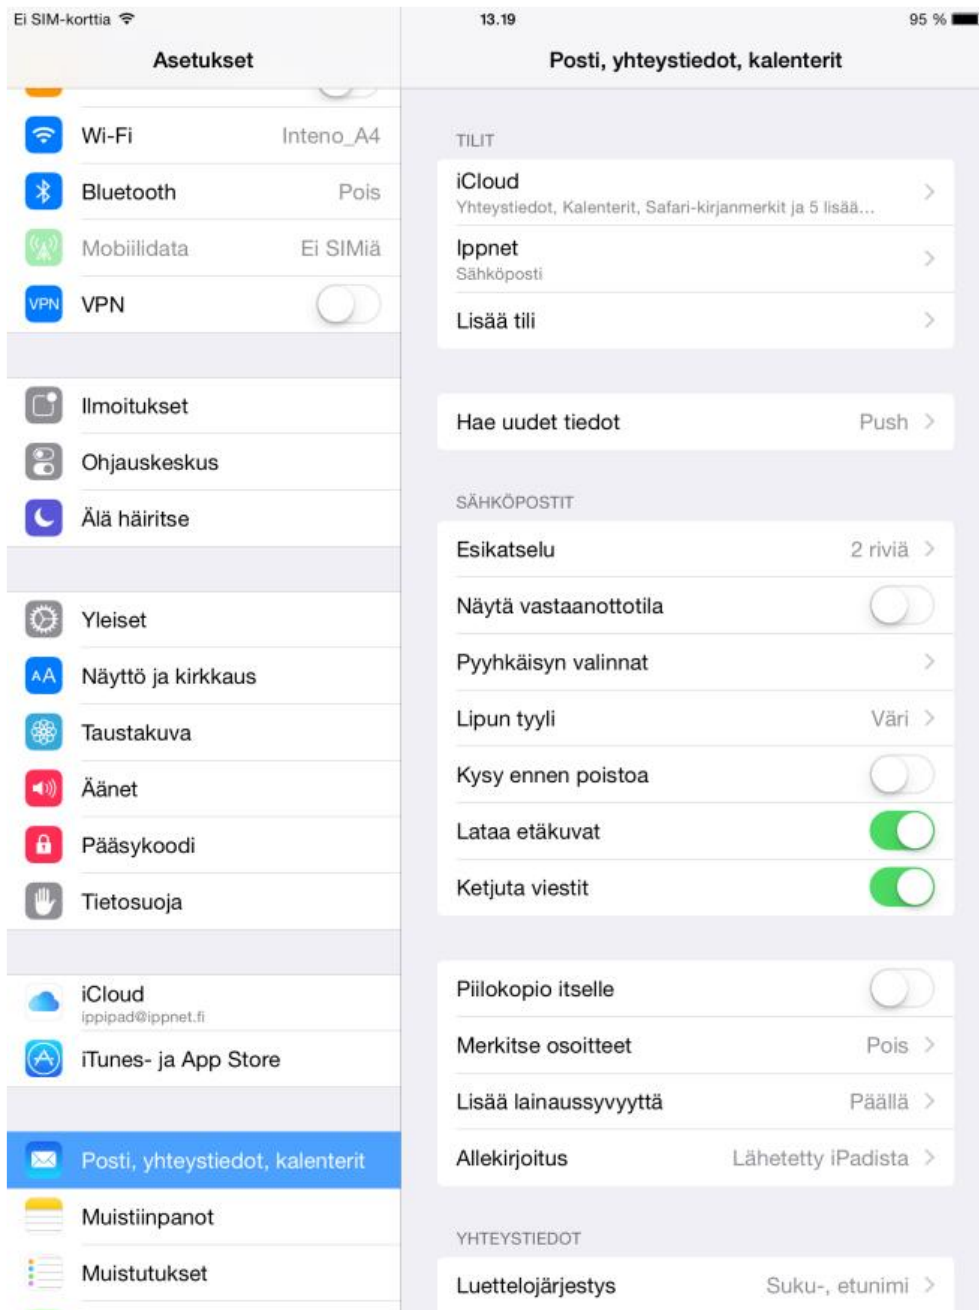 Ei SIM-korttia
13.19
95 %
Asetukset
Wi-Fi Inteno_A4
Bluetooth Pois
Mobiilidata Ei SIMiä
VPN VPN
Ilmoitukset
Ohjauskeskus
Älä häiritse
Yleiset
AA Näyttö ja kirkkaus
Taustakuva
Äänet
Pääsykoodi
Tietosuoja
iCloud
ippipad@ippnet.fi
iTunes- ja App Store
Posti, yhteystiedot, kalenterit
Muistiinpanot
Muistutukset
Posti, yhteystiedot, kalenterit
TILIT
iCloud
Yhteystiedot, Kalenterit, Safari-kirjanmerkit ja 5 lisää...
Ippnet
Sähköposti
Lisää tili
Hae uudet tiedot Push
SÄHKÖPOSTIT
Esikatselu 2 riviä
Näytä vastaanottotila
Pyyhkäisyn valinnat
Lipun tyyli Väri
Kysy ennen poistoa
Lataa etäkuvat
Ketjuta viestit
Piilokopio itselle
Merkitse osoitteet Pois
Lisää lainaussyvyyttä Päällä
Allekirjoitus Lähetetty iPadista
YHTEYSTIEDOT
Luettelojärjestys Suku-, etunimi